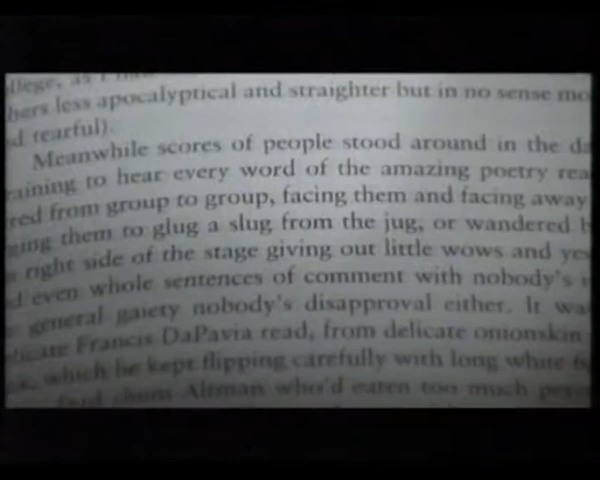 llege, as I
hers less apocalyptical and straighter but in no sense mo
d tearful).
Meanwhile scores of people stood around in the da
raining to hear every word of the amazing poetry rea
red from group to group, facing them and facing away
ging them to glug a slug from the jug, or wandered b
right side of the stage giving out little wows and yes
d even whole sentences of comment with nobody's i
general gaiety nobody's disapproval either. It wa
licate Francis DaPavia read, from delicate onionskin
which he kept flipping carefully with long white
chum Altman who'd eaten too much